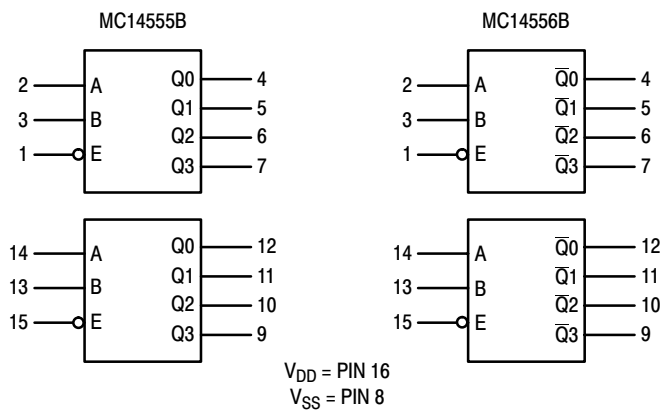 MC14555B
2 A Q0 4
3 B Q1 5
1 E Q2 6
Q3 7
14 A Q0 12
13 B Q1 11
15 E Q2 10
Q3 9
MC14556B
2 A Q̅0 4
3 B Q̅1 5
1 E Q̅2 6
Q̅3 7
14 A Q̅0 12
13 B Q̅1 11
15 E Q̅2 10
Q̅3 9
VDD = PIN 16
VSS = PIN 8